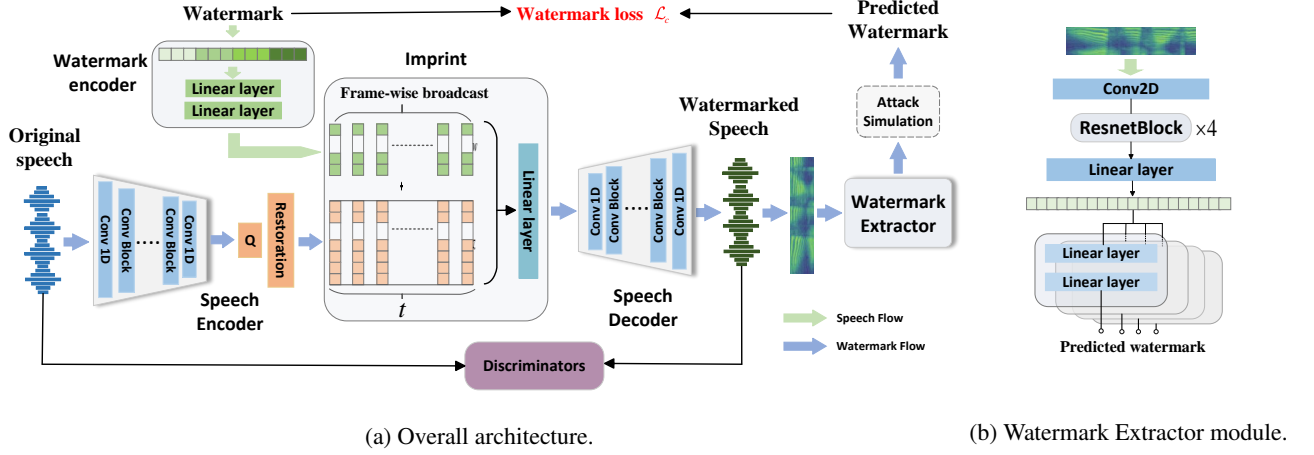 Watermark
Watermark loss ℒc
Predicted
Watermark
Watermark
encoder
Linear layer
Linear layer
Imprint
Frame-wise broadcast
Attack
Simulation
Original
speech
Watermarked
Speech
Conv 1D
Conv Block
Conv Block
Conv 1D
Q
Restoration
Linear layer
Conv 1D
Conv Block
Conv Block
Conv 1D
Watermark
Extractor
Speech
Encoder
t
Speech
Decoder
Speech Flow
Watermark Flow
Discriminators
(a) Overall architecture.
Conv2D
ResnetBlock ×4
Linear layer
Linear layer
Linear layer
Predicted watermark
(b) Watermark Extractor module.